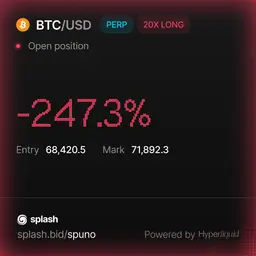 BTC/USD PERP 20X LONG
Open position
-247.3%
Entry 68,420.5 Mark 71,892.3
splash
splash.bid/spuno Powered by Hyperliquid